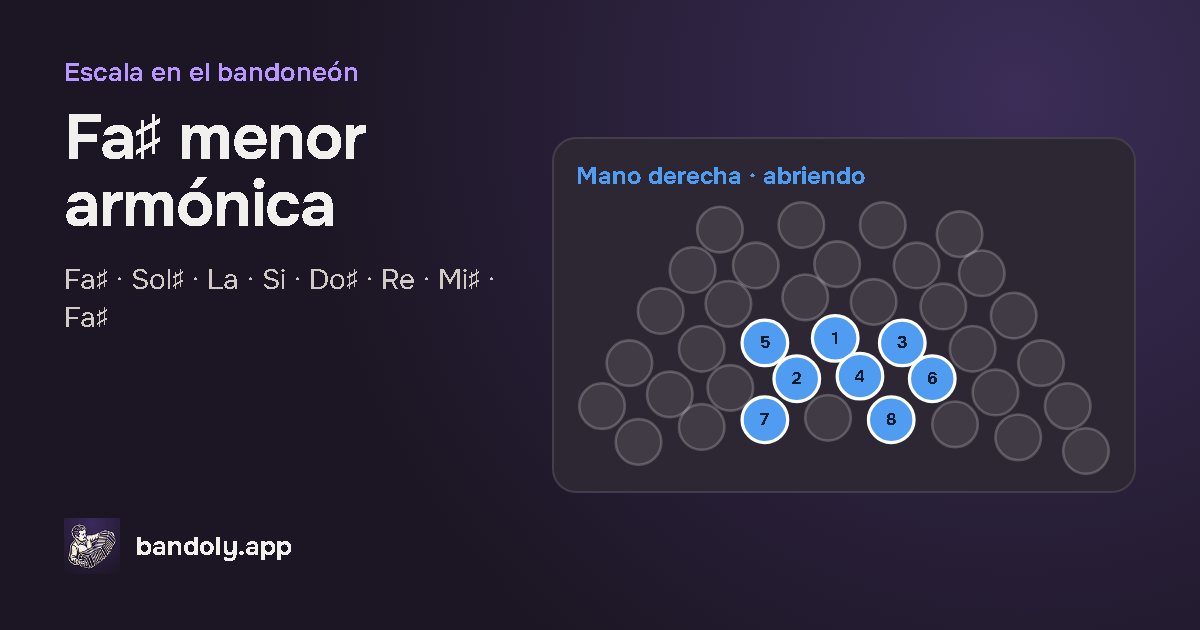 Escala en el bandoneón
Fa♯ menor
armónica
Fa♯ · Sol♯ · La · Si · Do♯ · Re · Mi♯ ·
Fa♯
Mano derecha · abriendo
5 1 3
2 4 6
7 8
bandoly.app